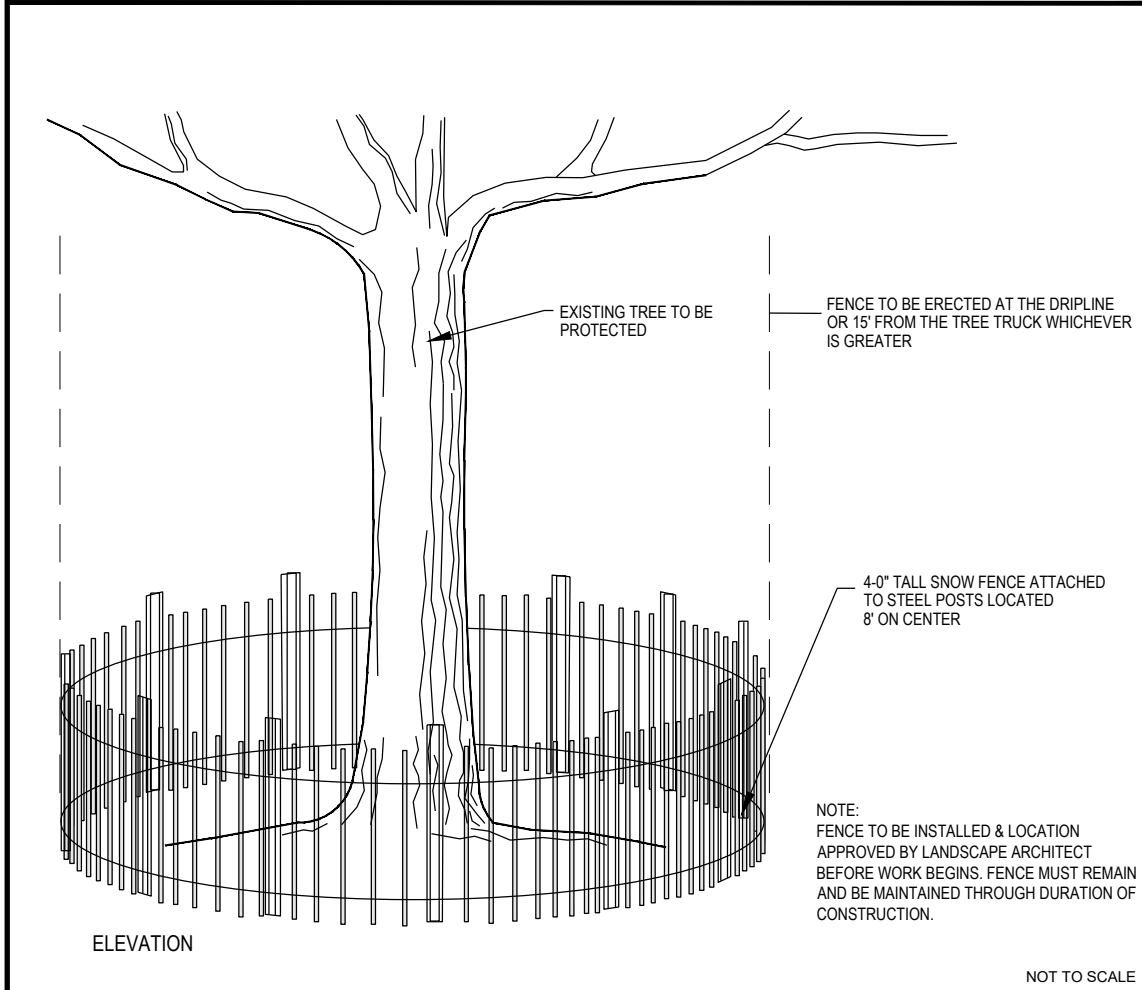 EXISTING TREE TO BE
PROTECTED
FENCE TO BE ERECTED AT THE DRIPLINE
OR 15' FROM THE TREE TRUCK WHICHEVER
IS GREATER
4-0" TALL SNOW FENCE ATTACHED
TO STEEL POSTS LOCATED
8' ON CENTER
NOTE:
FENCE TO BE INSTALLED & LOCATION
APPROVED BY LANDSCAPE ARCHITECT
BEFORE WORK BEGINS. FENCE MUST REMAIN
AND BE MAINTAINED THROUGH DURATION OF
CONSTRUCTION.
ELEVATION
NOT TO SCALE